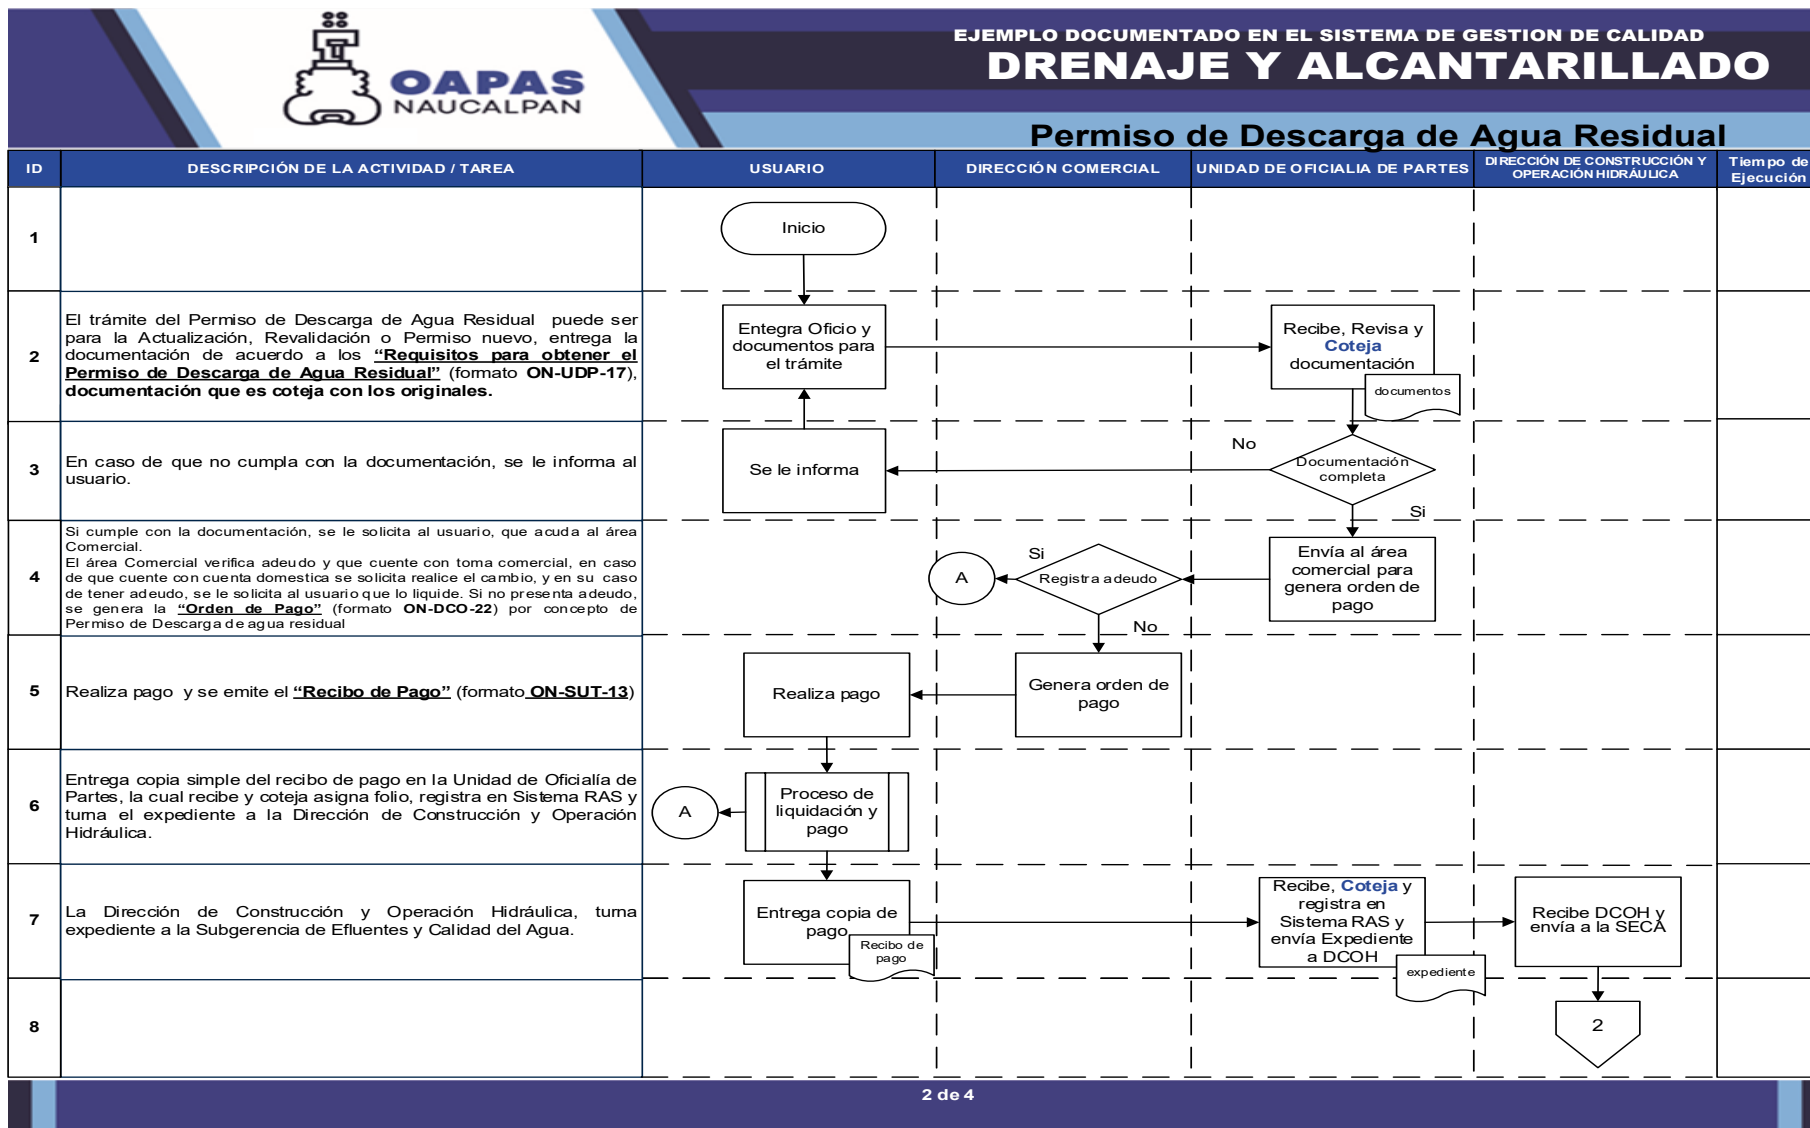 OAPAS
NAUCALPAN
EJEMPLO DOCUMENTADO EN EL SISTEMA DE GESTION DE CALIDAD
DRENAJE Y ALCANTARILLADO
Permiso de Descarga de Agua Residual
ID
DESCRIPCIÓN DE LA ACTIVIDAD / TAREA
USUARIO
DIRECCIÓN COMERCIAL
UNIDAD DE OFICIALIA DE PARTES
DIRECCIÓN DE CONSTRUCCIÓN Y
OPERACIÓN HIDRÁULICA
Tiempo de
Ejecución
1
Inicio
2
El trámite del Permiso de Descarga de Agua Residual puede ser
para la Actualización, Revalidación o Permiso nuevo, entrega la
documentación de acuerdo a los “Requisitos para obtener el
Permiso de Descarga de Agua Residual” (formato ON-UDP-17),
documentación que es coteja con los originales.
Entegra Oficio y
documentos para
el trámite
Recibe, Revisa y
Coteja
documentación
documentos
3
En caso de que no cumpla con la documentación, se le informa al
usuario.
Se le informa
No
Documentación
completa
Si
4
Si cumple con la documentación, se le solicita al usuario, que acuda al área
Comercial.
El área Comercial verifica adeudo y que cuente con toma comercial, en caso
de que cuente con cuenta domestica se solicita realice el cambio, y en su caso
de tener adeudo, se le solicita al usuario que lo liquide. Si no presenta adeudo,
se genera la “Orden de Pago” (formato ON-DCO-22) por concepto de
Permiso de Descarga de agua residual
A
Si
Registra adeudo
No
Envía al área
comercial para
genera orden de
pago
5
Realiza pago y se emite el “Recibo de Pago” (formato ON-SUT-13)
Realiza pago
Genera orden de
pago
6
Entrega copia simple del recibo de pago en la Unidad de Oficialía de
Partes, la cual recibe y coteja asigna folio, registra en Sistema RAS y
turna el expediente a la Dirección de Construcción y Operación
Hidráulica.
A
Proceso de
liquidación y
pago
7
La Dirección de Construcción y Operación Hidráulica, turna
expediente a la Subgerencia de Efluentes y Calidad del Agua.
Entrega copia de
pago
Recibo de
pago
Recibe, Coteja y
registra en
Sistema RAS y
envía Expediente
a DCOH
expediente
Recibe DCOH y
envía a la SECA
8
2
2 de 4